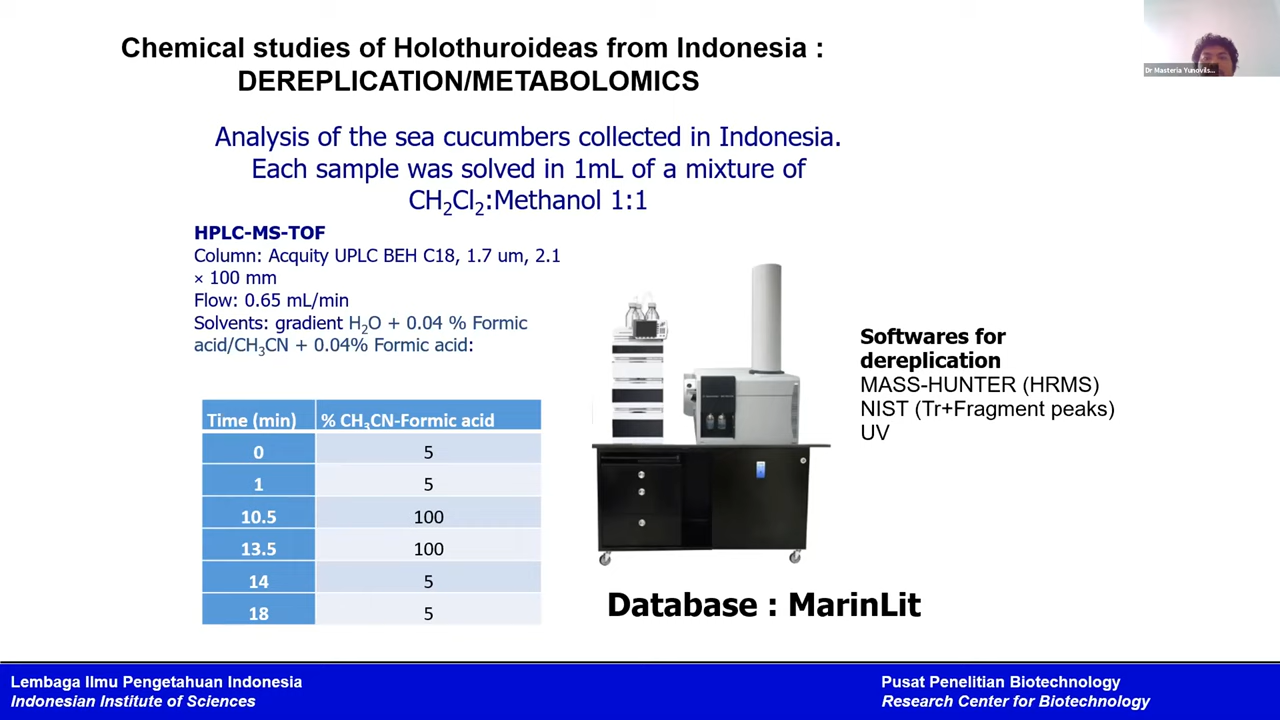 Chemical studies of Holothuroideas from Indonesia :
DEREPLICATION/METABOLOMICS
Dr Masteria Yunovils...
Analysis of the sea cucumbers collected in Indonesia.
Each sample was solved in 1mL of a mixture of
CH₂Cl₂:Methanol 1:1
HPLC-MS-TOF
Column: Acquity UPLC BEH C18, 1.7 um, 2.1
× 100 mm
Flow: 0.65 mL/min
Solvents: gradient H₂O + 0.04 % Formic
acid/CH₃CN + 0.04% Formic acid:
Time (min) % CH₃CN-Formic acid
0 5
1 5
10.5 100
13.5 100
14 5
18 5
Softwares for
dereplication
MASS-HUNTER (HRMS)
NIST (Tr+Fragment peaks)
UV
Database : MarinLit
Lembaga Ilmu Pengetahuan Indonesia
Indonesian Institute of Sciences
Pusat Penelitian Biotechnology
Research Center for Biotechnology